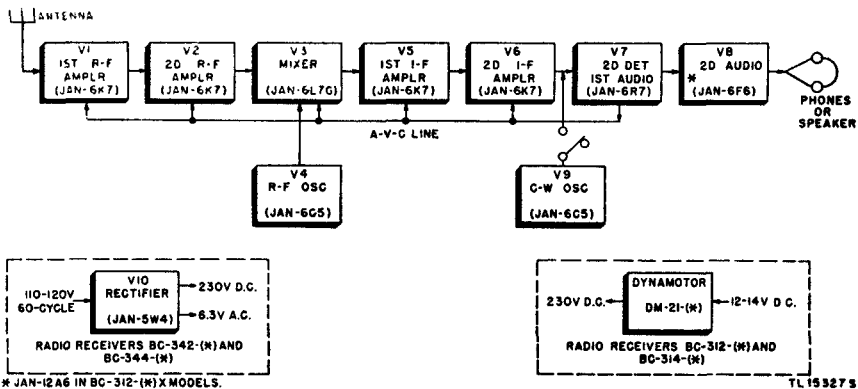 ANTENNA
V1
1ST R-F
AMPLR
(JAN-6K7)
V2
2D R-F
AMPLR
(JAN-6K7)
V3
MIXER
(JAN-6L7G)
V5
1ST I-F
AMPLR
(JAN-6K7)
V6
2D I-F
AMPLR
(JAN-6K7)
V7
2D DET
1ST AUDIO
(JAN-6R7)
V8
2D AUDIO
*
(JAN-6F6)
PHONES
OR
SPEAKER
A-V-C LINE
V4
R-F OSC
(JAN-6C5)
V9
C-W OSC
(JAN-6C5)
110-120V
60-CYCLE
V10
RECTIFIER
(JAN-5W4)
230V D.C.
6.3V A.C.
RADIO RECEIVERS BC-342-(*) AND
BC-344-(*)
230V D.C.
DYNAMOTOR
DM-21-(*)
12-14V D C.
RADIO RECEIVERS BC-312-(*) AND
BC-314-(*)
* JAN-12A6 IN BC-312-(*) X MODELS.
TL 15327 S